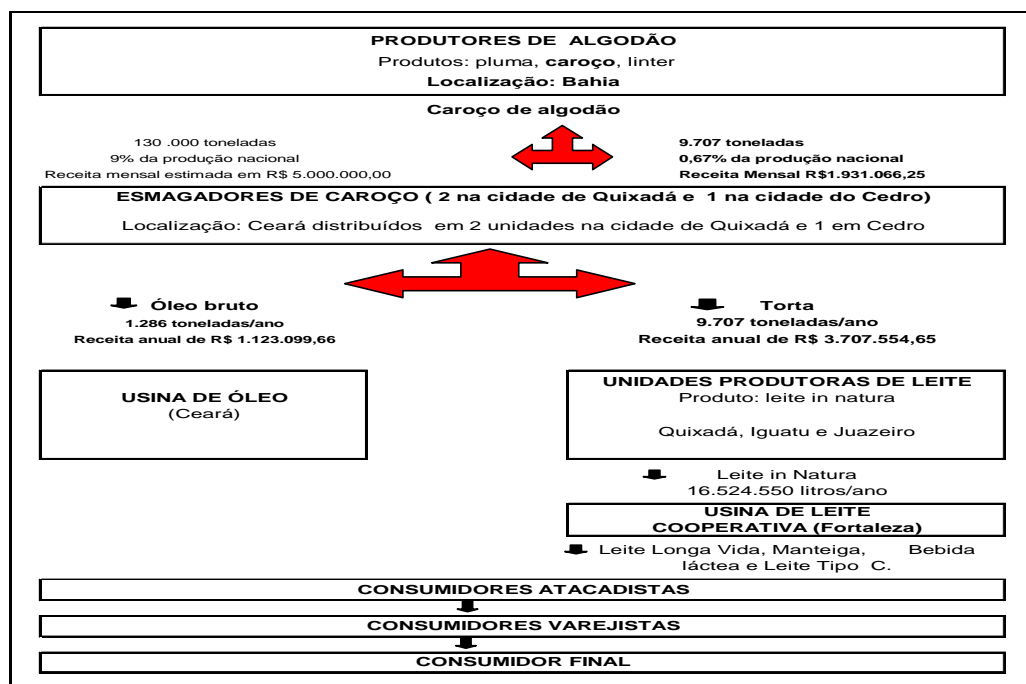 PRODUTORES DE ALGODÃO
Produtos: pluma, caroço, linter
Localização: Bahia
Caroço de algodão
130 .000 toneladas
9% da produção nacional
Receita mensal estimada em R$ 5.000.000,00
9.707 toneladas
0,67% da produção nacional
Receita Mensal R$1.931.066,25
ESMAGADORES DE CAROÇO ( 2 na cidade de Quixadá e 1 na cidade do Cedro)
Localização: Ceará distribuídos em 2 unidades na cidade de Quixadá e 1 em Cedro
Óleo bruto
1.286 toneladas/ano
Receita anual de R$ 1.123.099,66
Torta
9.707 toneladas/ano
Receita anual de R$ 3.707.554,65
USINA DE ÓLEO
(Ceará)
UNIDADES PRODUTORAS DE LEITE
Produto: leite in natura
Quixadá, Iguatu e Juazeiro
Leite in Natura
16.524.550 litros/ano
USINA DE LEITE
COOPERATIVA (Fortaleza)
Leite Longa Vida, Manteiga, Bebida
láctea e Leite Tipo C.
CONSUMIDORES ATACADISTAS
CONSUMIDORES VAREJISTAS
CONSUMIDOR FINAL